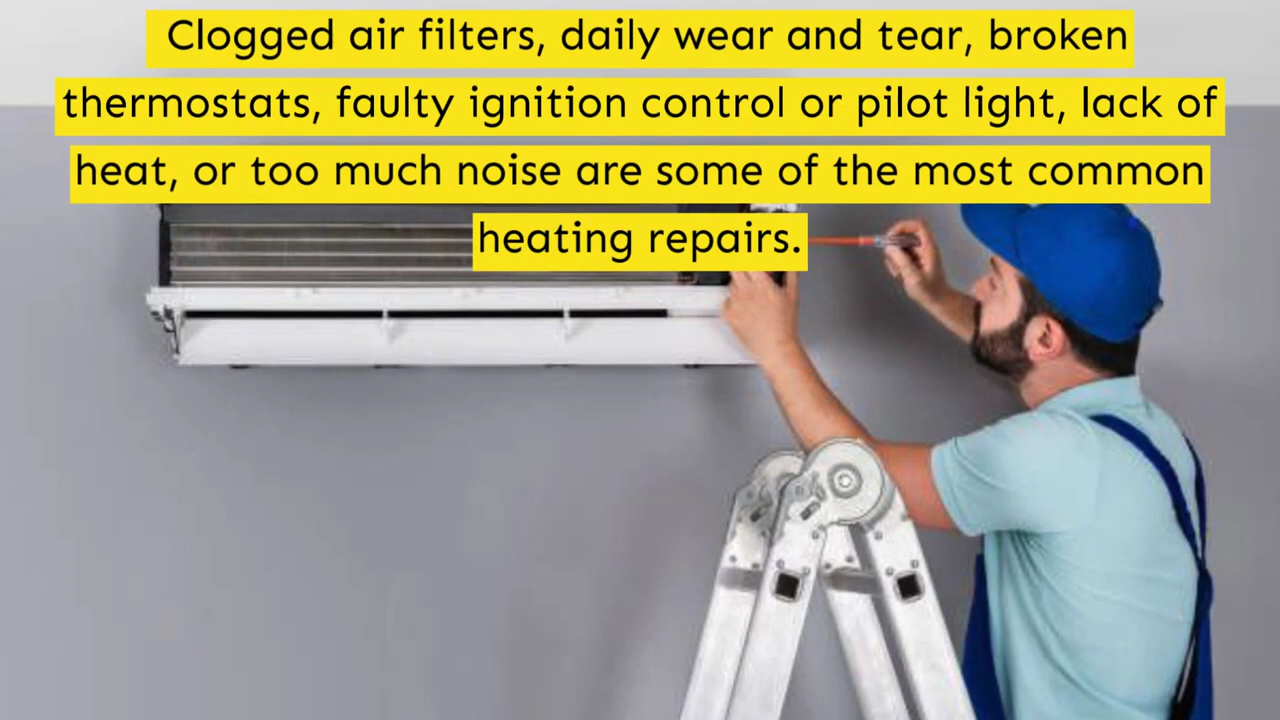 Clogged air filters, daily wear and tear, broken
thermostats, faulty ignition control or pilot light, lack of
heat, or too much noise are some of the most common
heating repairs.